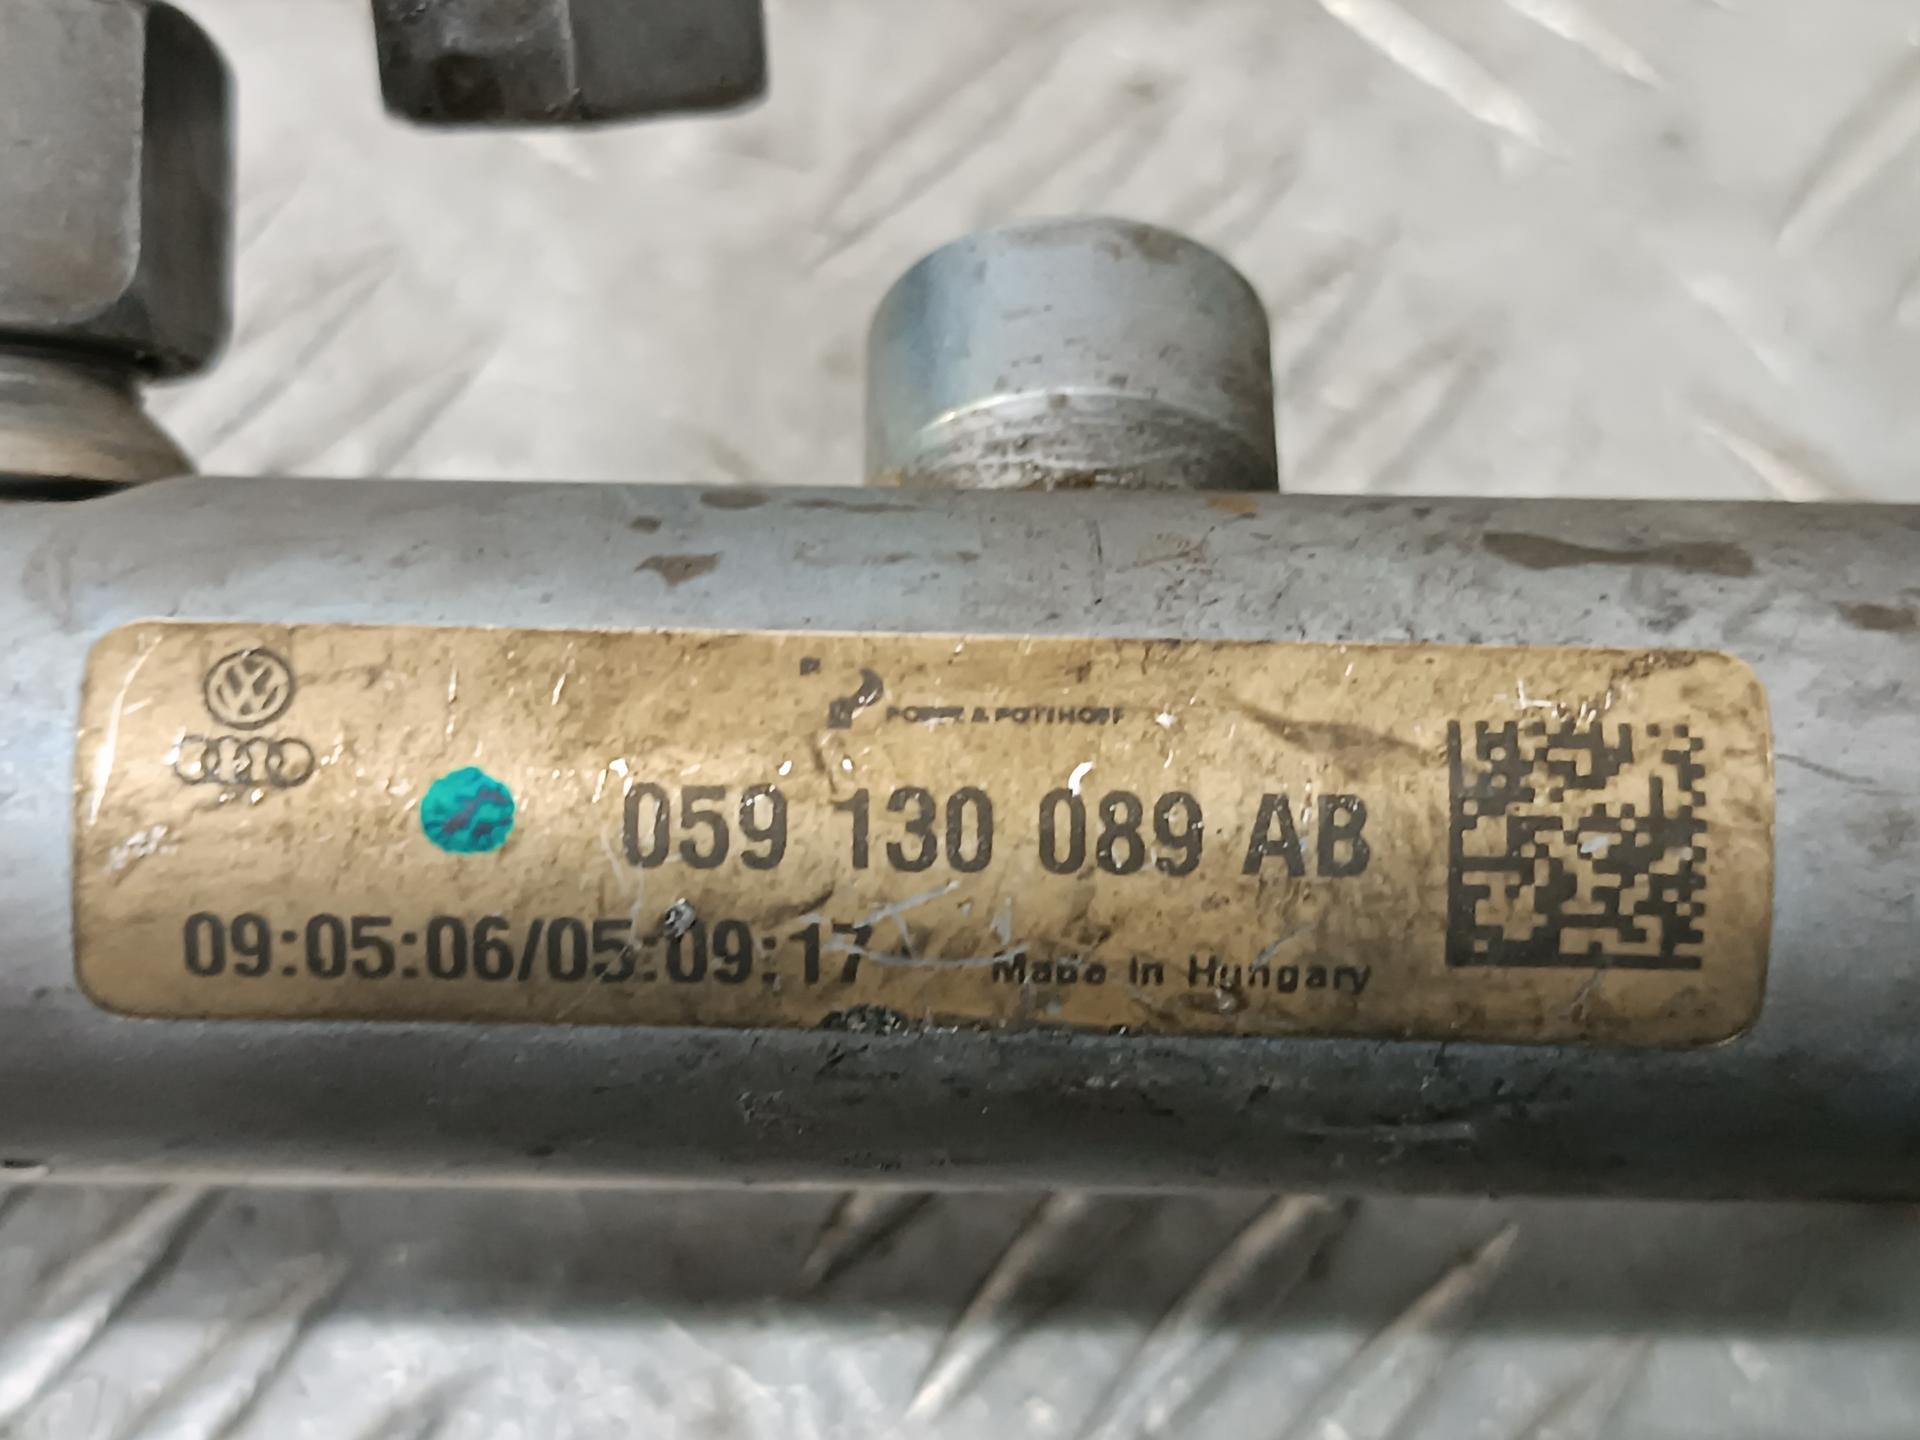 POPPE & POTTHOFF
059 130 089 AB
09:05:06/05:09:17
Made in Hungary